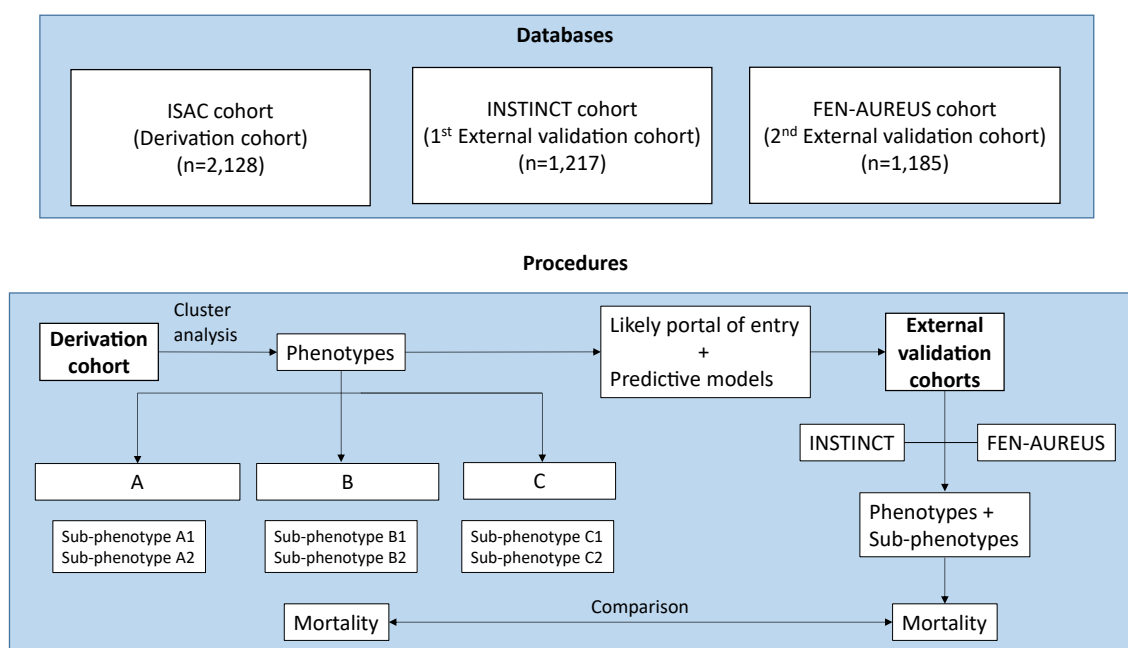 Databases
ISAC cohort
(Derivation cohort)
(n=2,128)
INSTINCT cohort
(1st External validation cohort)
(n=1,217)
FEN-AUREUS cohort
(2nd External validation cohort)
(n=1,185)
Procedures
Derivation
cohort
Cluster
analysis
Phenotypes
Likely portal of entry
+
Predictive models
External
validation
cohorts
INSTINCT
FEN-AUREUS
A
B
C
Sub-phenotype A1
Sub-phenotype A2
Sub-phenotype B1
Sub-phenotype B2
Sub-phenotype C1
Sub-phenotype C2
Phenotypes +
Sub-phenotypes
Mortality
Comparison
Mortality